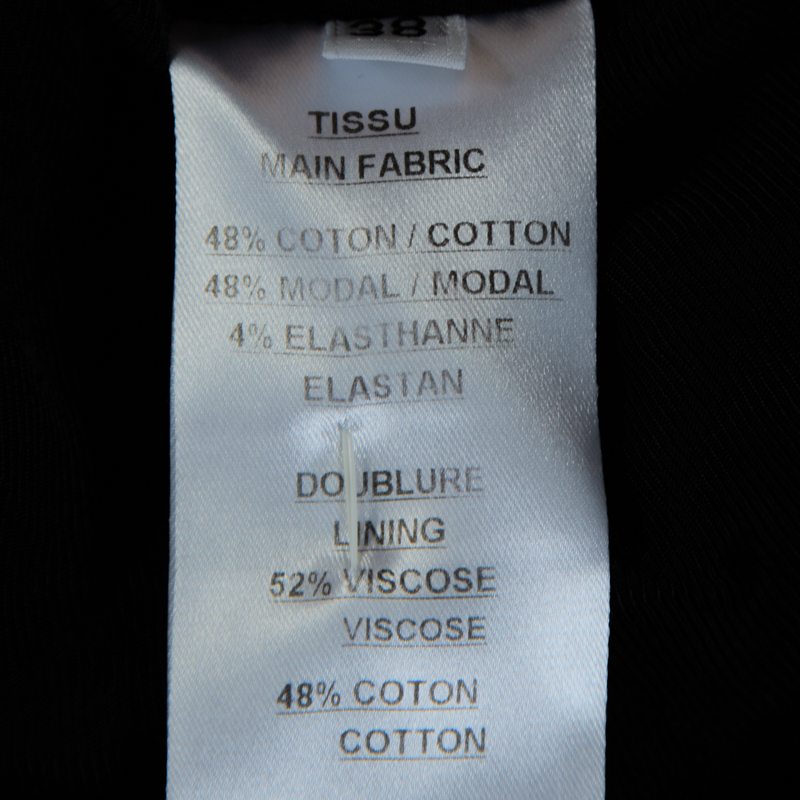 38
TISSU
MAIN FABRIC
48% COTON / COTTON
48% MODAL / MODAL
4% ELASTHANNE
ELASTAN
DOUBLURE
LINING
52% VISCOSE
VISCOSE
48% COTON
COTTON